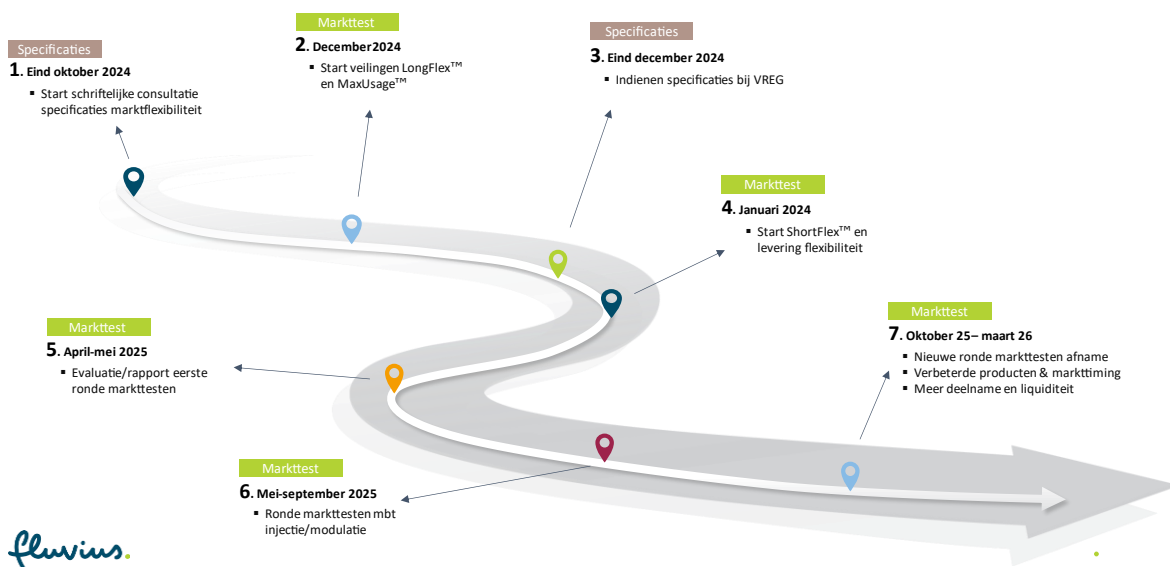 Specificaties
1. Eind oktober 2024
▪ Start schriftelijke consultatie
specificaties marktflexibiliteit
Markttest
2. December 2024
▪ Start veilingen LongFlex™
en MaxUsage™
Specificaties
3. Eind december 2024
▪ Indienen specificaties bij VREG
Markttest
4. Januari 2024
▪ Start ShortFlex™ en
levering flexibiliteit
Markttest
5. April-mei 2025
▪ Evaluatie/rapport eerste
ronde markttesten
Markttest
6. Mei-september 2025
▪ Ronde markttesten mbt
injectie/modulatie
Markttest
7. Oktober 25– maart 26
▪ Nieuwe ronde markttesten afname
▪ Verbeterde producten & markttiming
▪ Meer deelname en liquiditeit
fluvius.